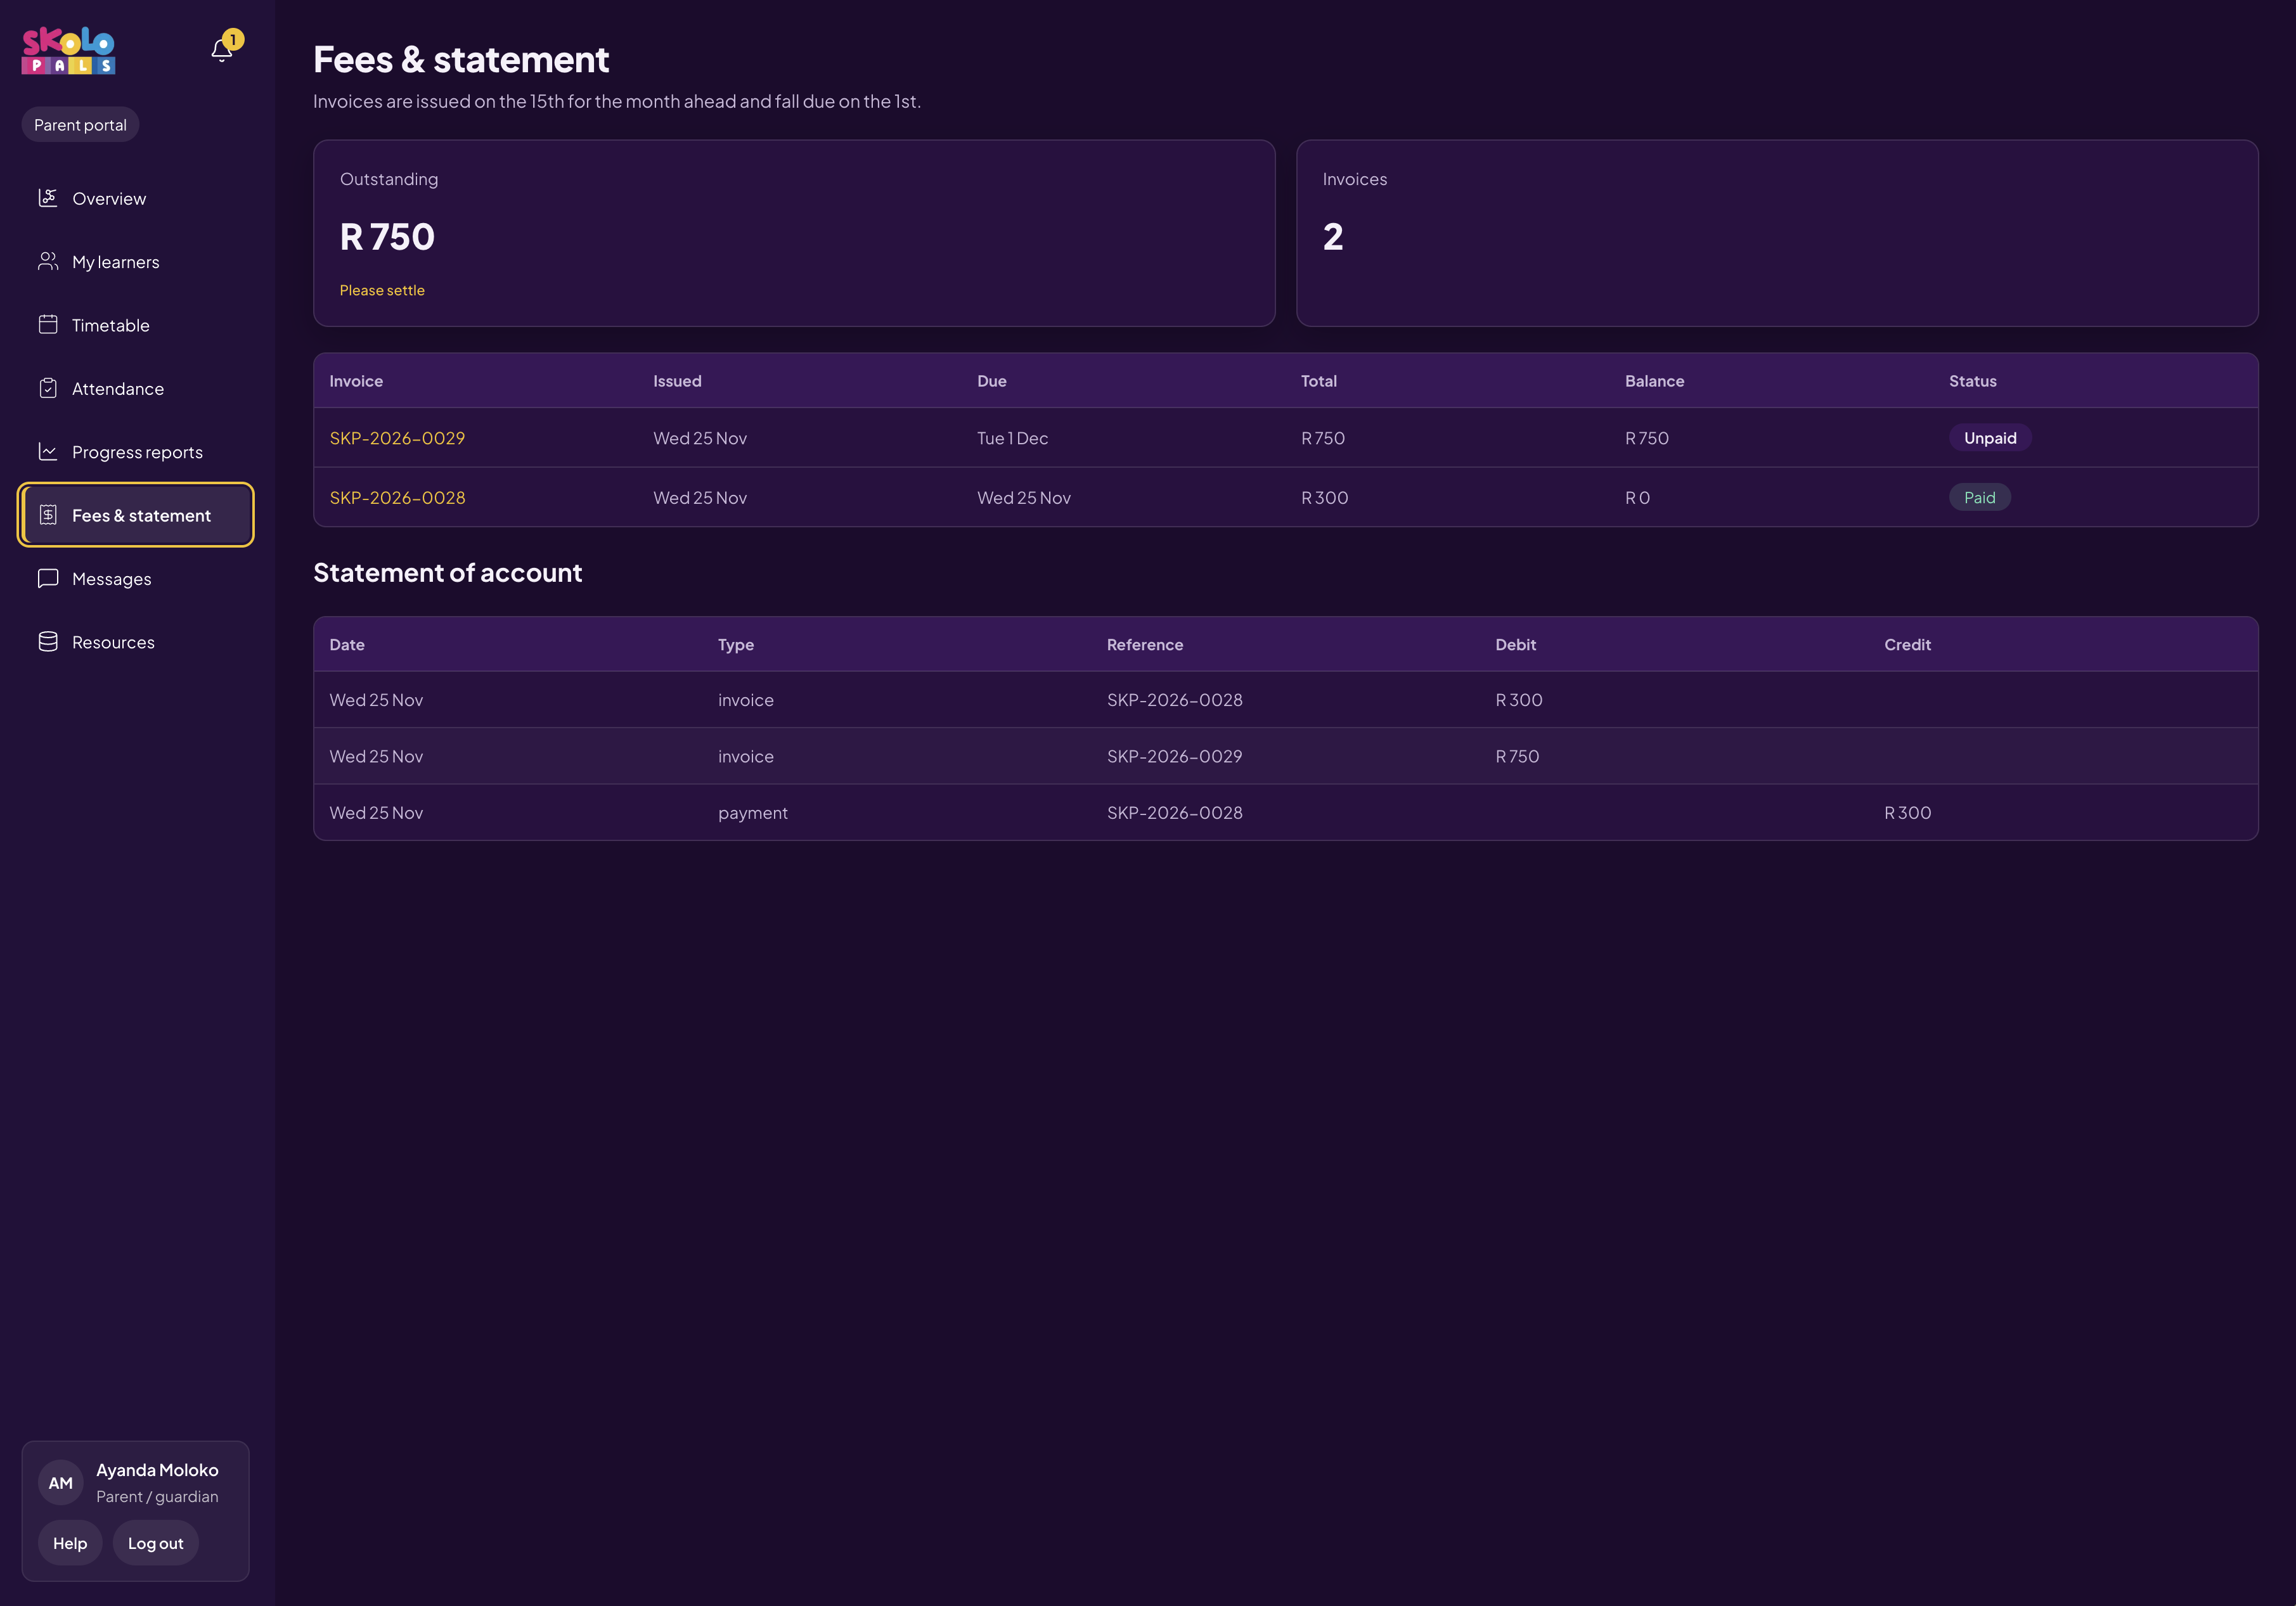 SKOLO
PALS
1
Parent portal
Overview
My learners
Timetable
Attendance
Progress reports
Fees & statement
Messages
Resources
AM
Ayanda Moloko
Parent / guardian
Help Log out
Fees & statement
Invoices are issued on the 15th for the month ahead and fall due on the 1st.
Outstanding
R 750
Please settle
Invoices
2
Invoice Issued Due Total Balance Status
SKP-2026-0029 Wed 25 Nov Tue 1 Dec R 750 R 750 Unpaid
SKP-2026-0028 Wed 25 Nov Wed 25 Nov R 300 R 0 Paid
Statement of account
Date Type Reference Debit Credit
Wed 25 Nov invoice SKP-2026-0028 R 300
Wed 25 Nov invoice SKP-2026-0029 R 750
Wed 25 Nov payment SKP-2026-0028 R 300